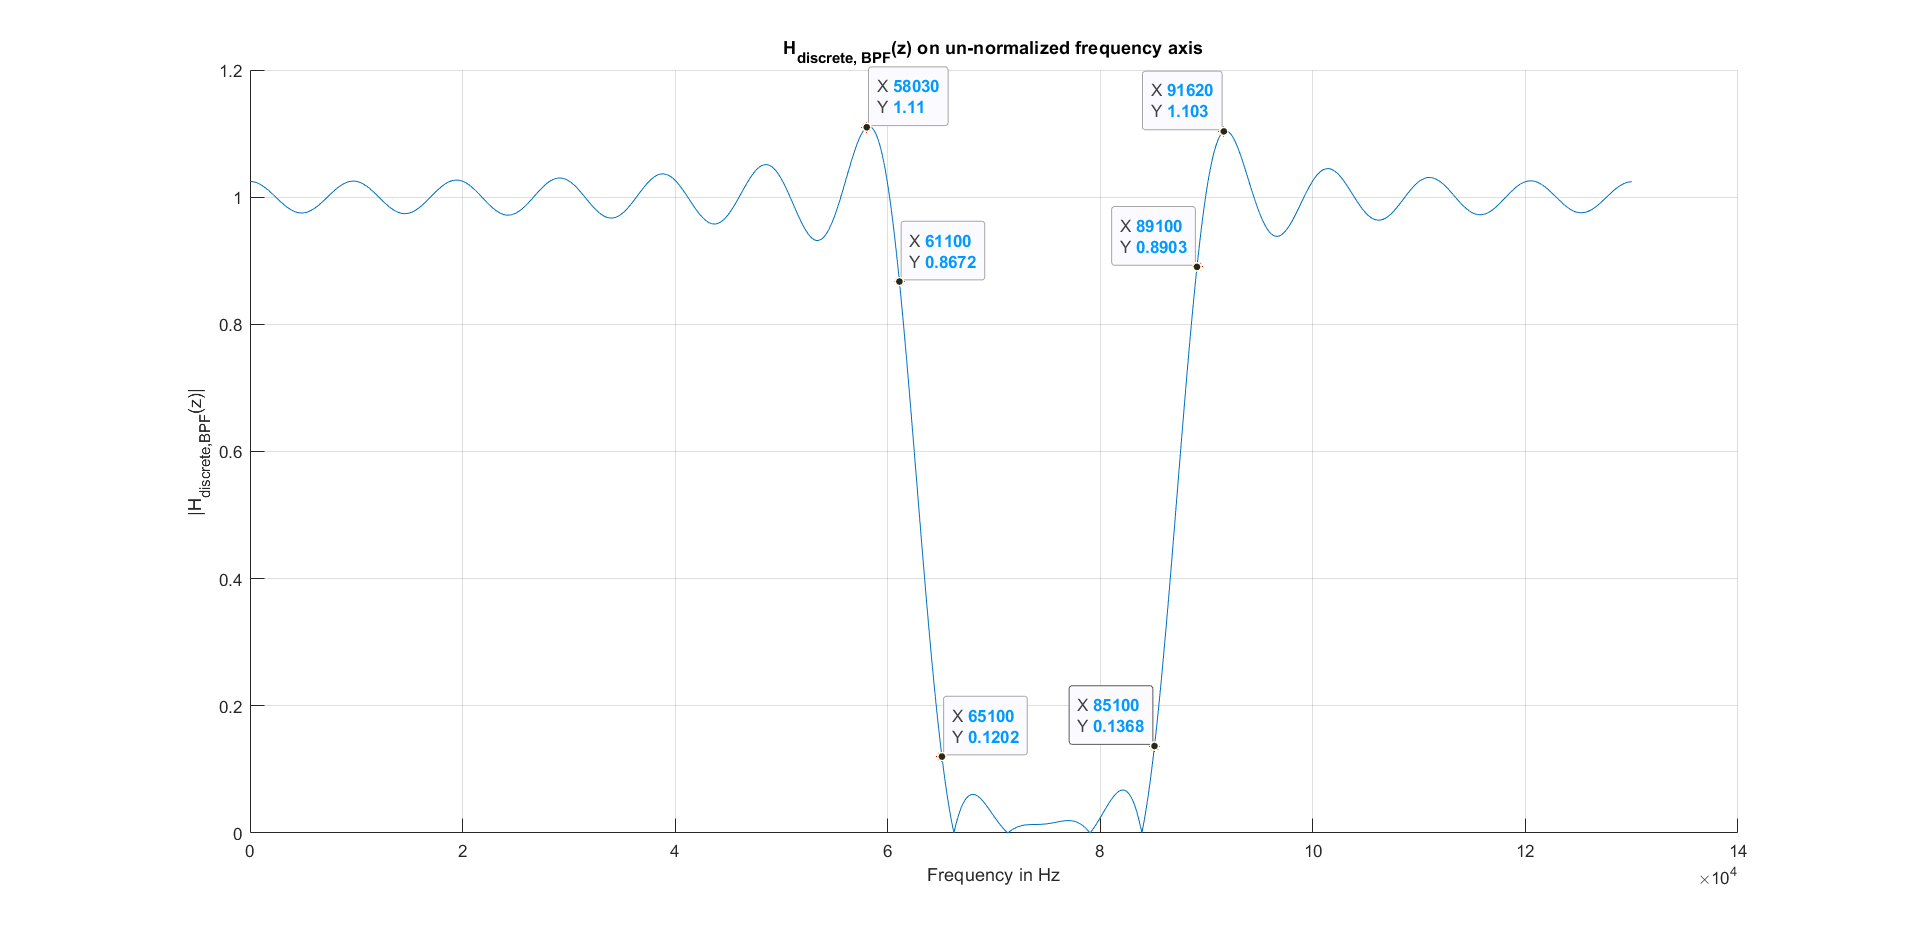 H_discrete, BPF(z) on un-normalized frequency axis
1.2
1
0.8
0.6
0.4
0.2
0
|H_discrete,BPF(z)|
X 58030
Y 1.11
X 91620
Y 1.103
X 61100
Y 0.8672
X 89100
Y 0.8903
X 65100
Y 0.1202
X 85100
Y 0.1368
0 2 4 6 8 10 12 14
×10^4
Frequency in Hz